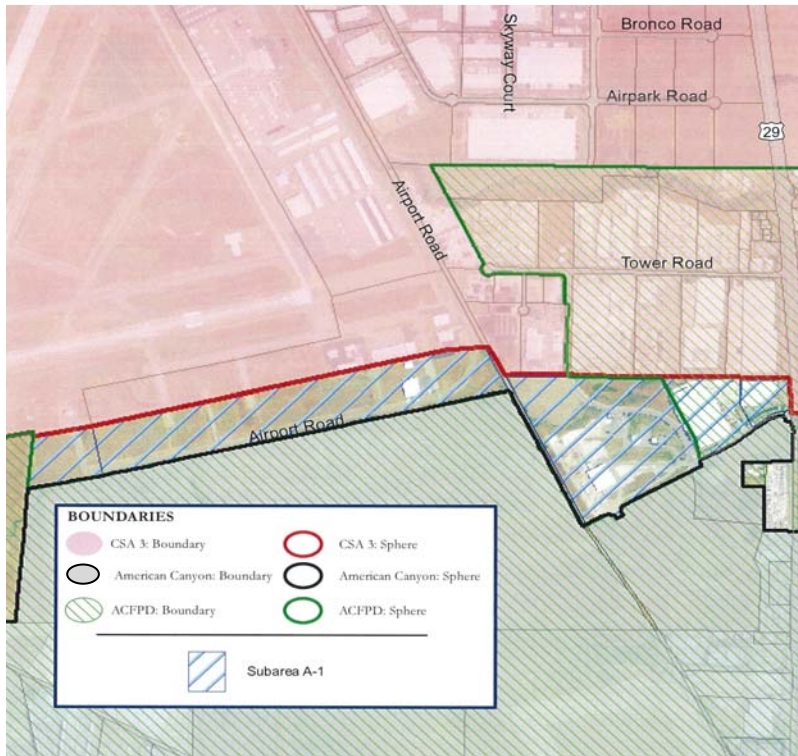 Bronco Road
Skyway Court
Airpark Road
29
Airport Road
Tower Road
Airport Road
BOUNDARIES
CSA 3: Boundary
CSA 3: Sphere
American Canyon: Boundary
American Canyon: Sphere
ACFPD: Boundary
ACFPD: Sphere
Subarea A-1